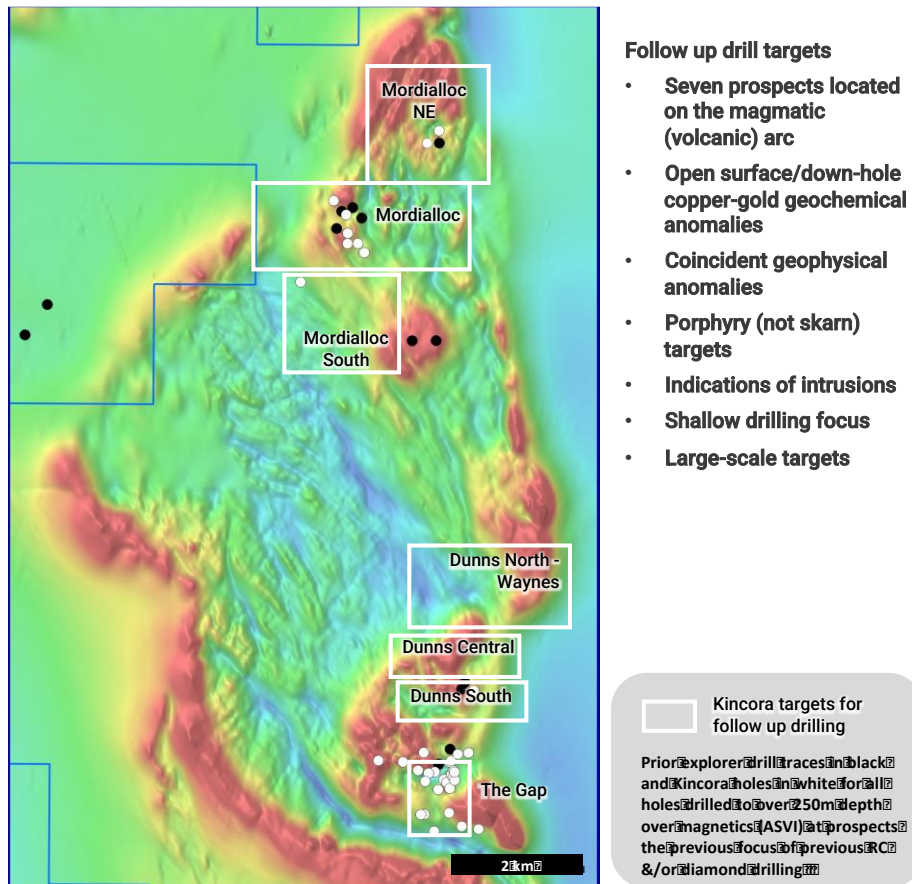 Mordialloc
NE
Mordialloc
Mordialloc
South
Dunns North -
Waynes
Dunns Central
Dunns South
The Gap
2 km
Follow up drill targets
• Seven prospects located
on the magmatic
(volcanic) arc
• Open surface/down-hole
copper-gold geochemical
anomalies
• Coincident geophysical
anomalies
• Porphyry (not skarn)
targets
• Indications of intrusions
• Shallow drilling focus
• Large-scale targets
Kincora targets for
follow up drilling
Prior explorer drill traces in black
and Kincora holes in white for all
holes drilled to over 250m depth
over magnetics (ASVI) at prospects
the previous focus of previous RC
&/or diamond drilling